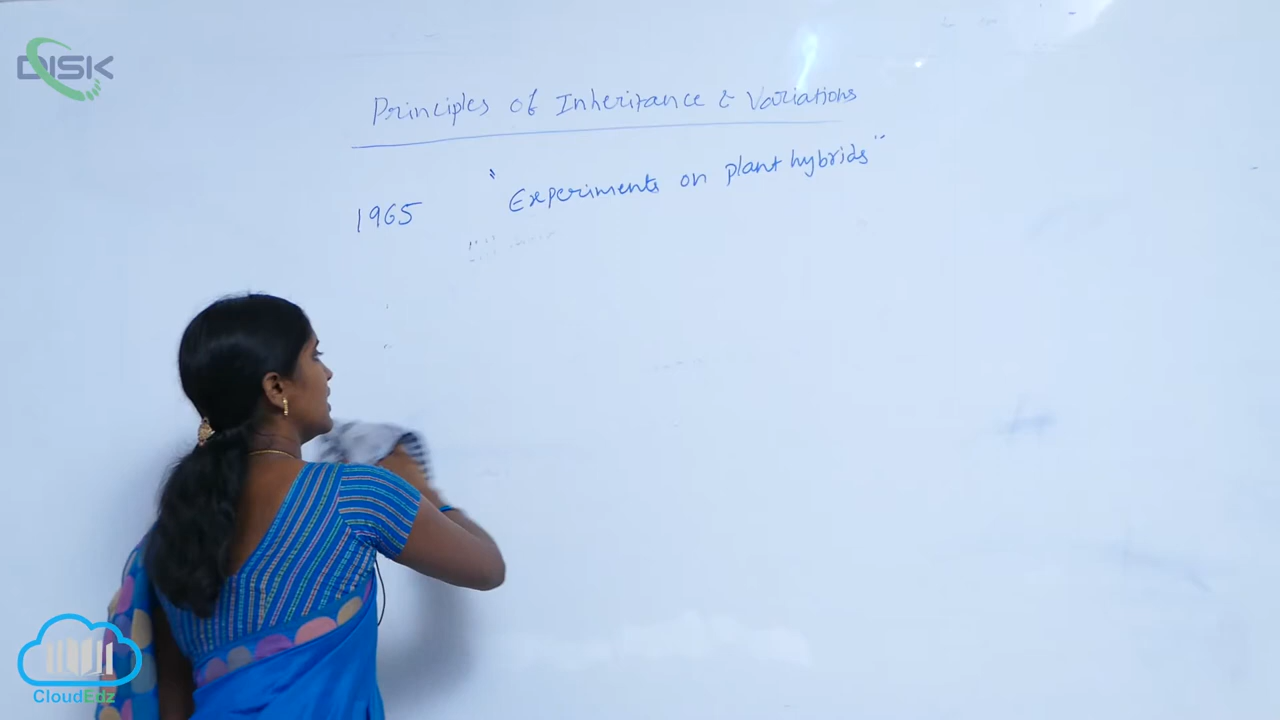 DISK
Principles of Inheritance & Variations
1965 "Experiments on plant hybrids"
CloudEdz